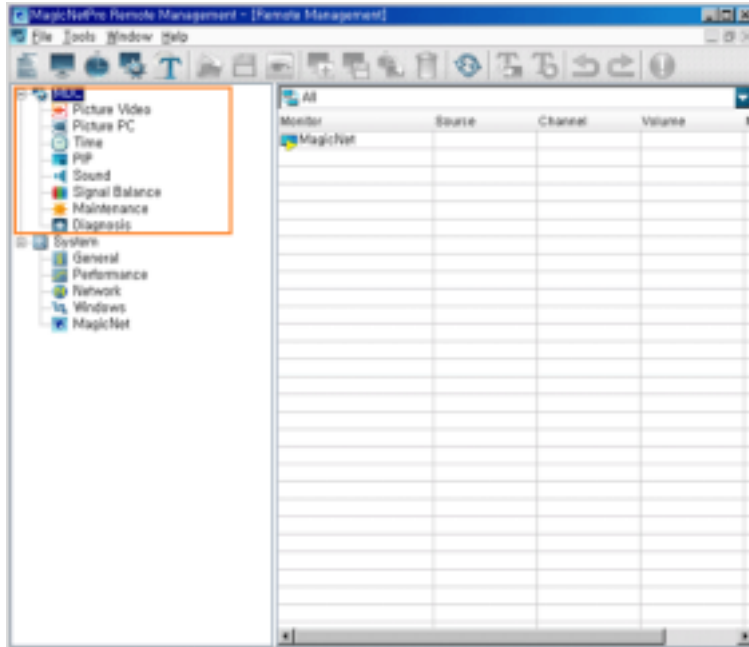 MagicNetPro Remote Management - [Remote Management]
File Tools Window Help
MDC
Picture Video
Picture PC
Time
PIP
Sound
Signal Balance
Maintenance
Diagnosis
System
General
Performance
Network
Windows
MagicNet
All
Monitor Source Channel Volume
MagicNet